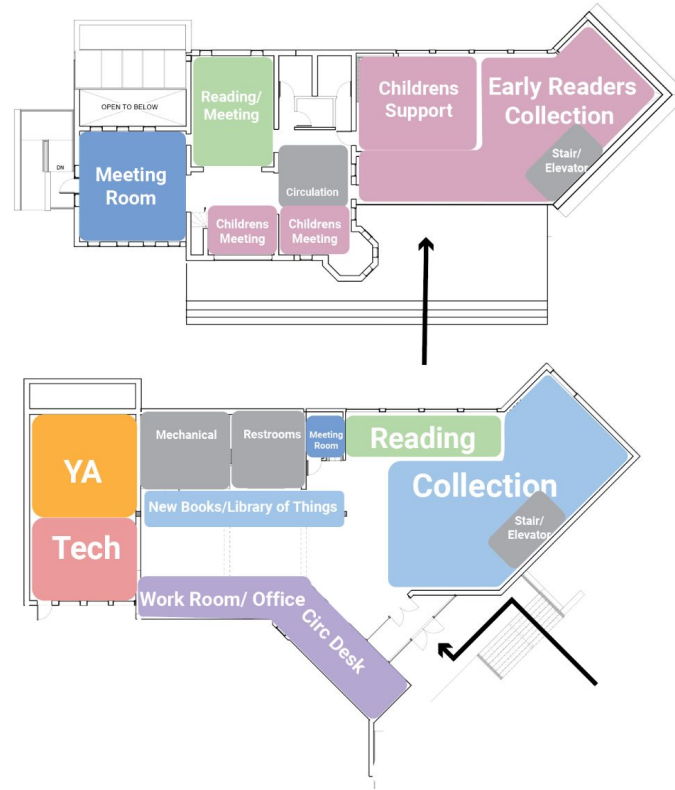 OPEN TO BELOW
Reading/
Meeting
Childrens
Support
Early Readers
Collection
DN
Meeting
Room
Circulation
Stair/
Elevator
Childrens
Meeting
Childrens
Meeting
YA
Mechanical
Restrooms
Meeting
Room
Reading
Collection
New Books/Library of Things
Stair/
Elevator
Tech
Work Room/ Office
Circ Desk